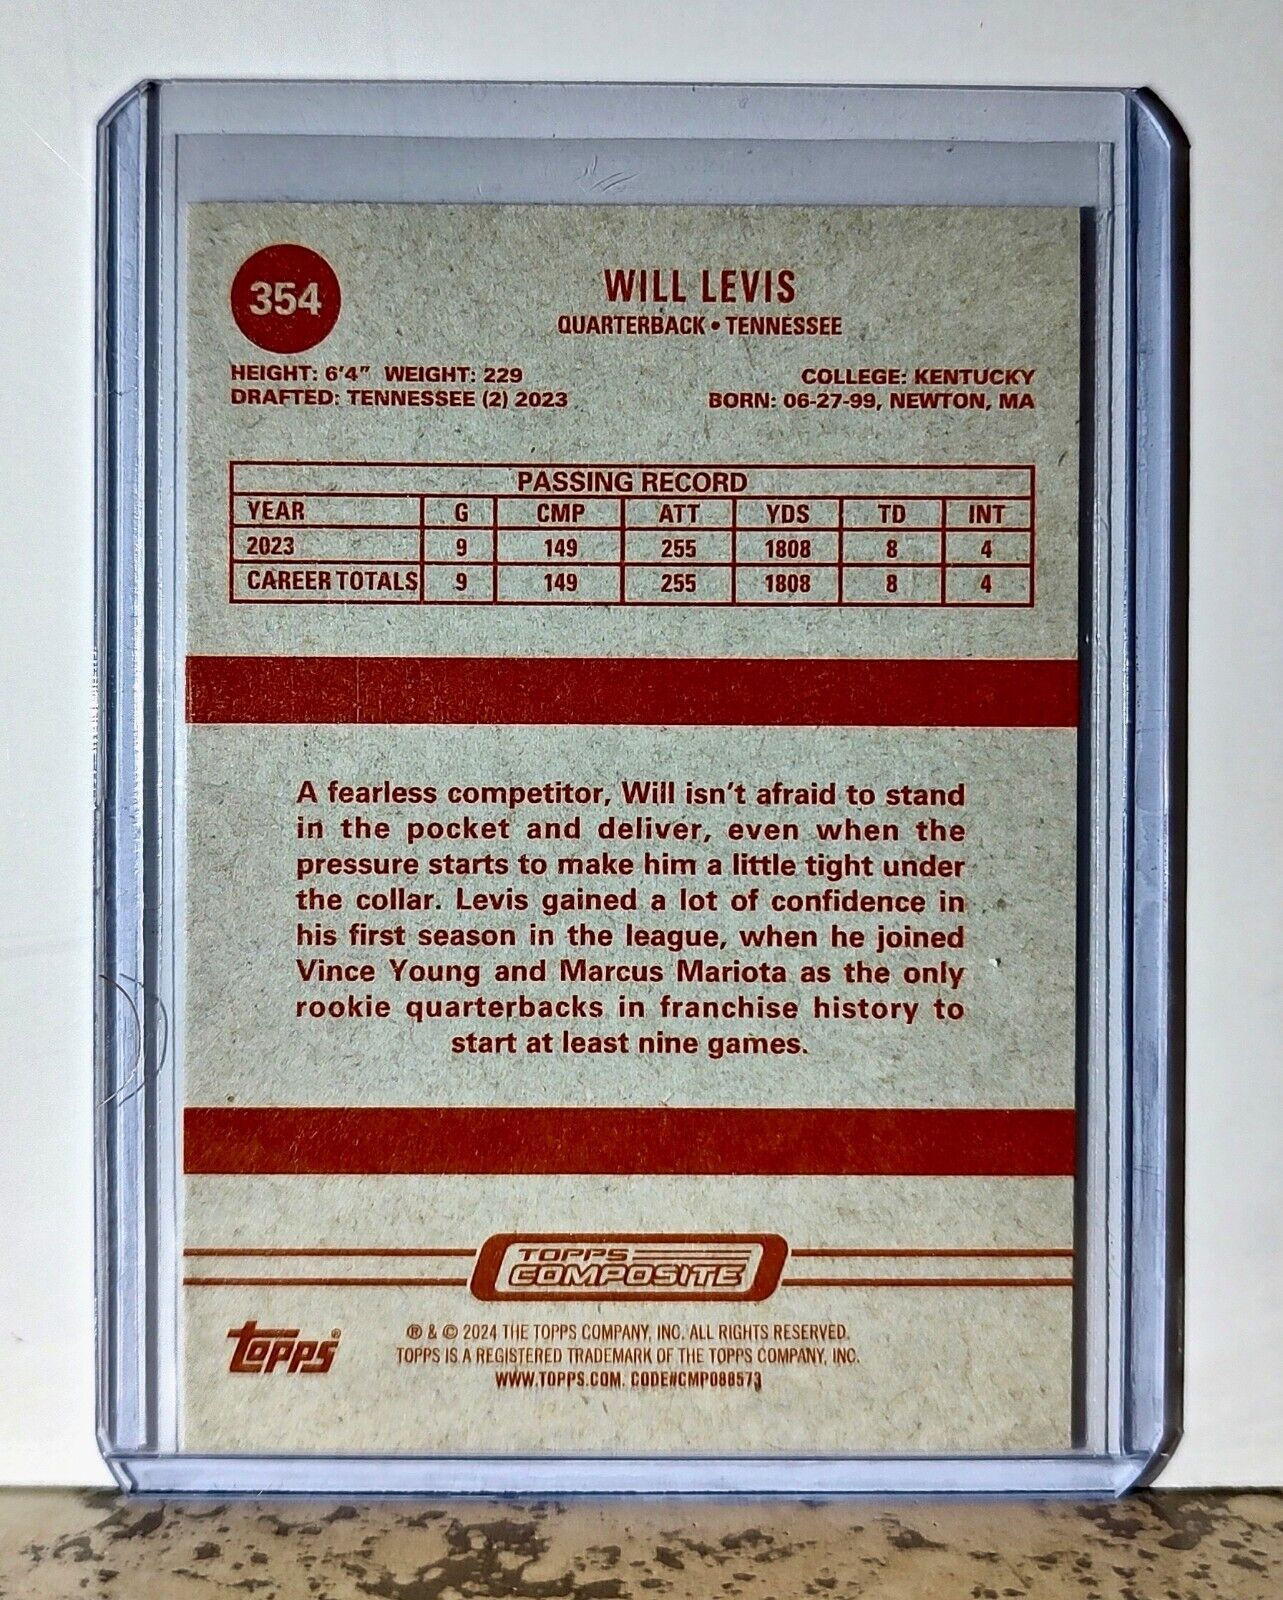 354
WILL LEVIS
QUARTERBACK • TENNESSEE
HEIGHT: 6'4" WEIGHT: 229
DRAFTED: TENNESSEE (2) 2023
COLLEGE: KENTUCKY
BORN: 06-27-99, NEWTON, MA
PASSING RECORD
YEAR G CMP ATT YDS TD INT
2023 9 149 255 1808 8 4
CAREER TOTALS 9 149 255 1808 8 4
A fearless competitor, Will isn't afraid to stand
in the pocket and deliver, even when the
pressure starts to make him a little tight under
the collar. Levis gained a lot of confidence in
his first season in the league, when he joined
Vince Young and Marcus Mariota as the only
rookie quarterbacks in franchise history to
start at least nine games.
TOPPS
COMPOSITE
topps®
® & © 2024 THE TOPPS COMPANY, INC. ALL RIGHTS RESERVED.
TOPPS IS A REGISTERED TRADEMARK OF THE TOPPS COMPANY, INC.
WWW.TOPPS.COM. CODE#CMP088573